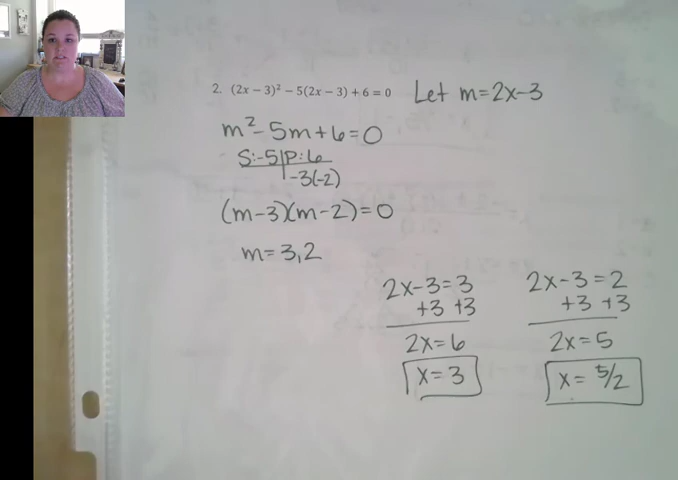 2. (2x − 3)² − 5(2x − 3) + 6 = 0 Let m=2x-3
m²-5m+6=0
S:-5|P:6
-3(-2)
(m-3)(m-2)=0
m=3,2
2x-3=3
+3 +3
2x=6
x=3
2x-3=2
+3 +3
2x=5
x=5/2